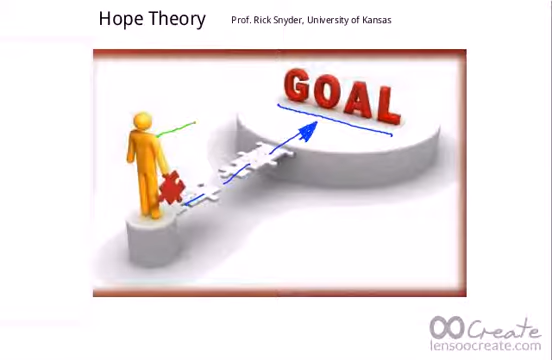 Hope Theory Prof. Rick Snyder, University of Kansas
GOAL
Create
lensoocreate.com